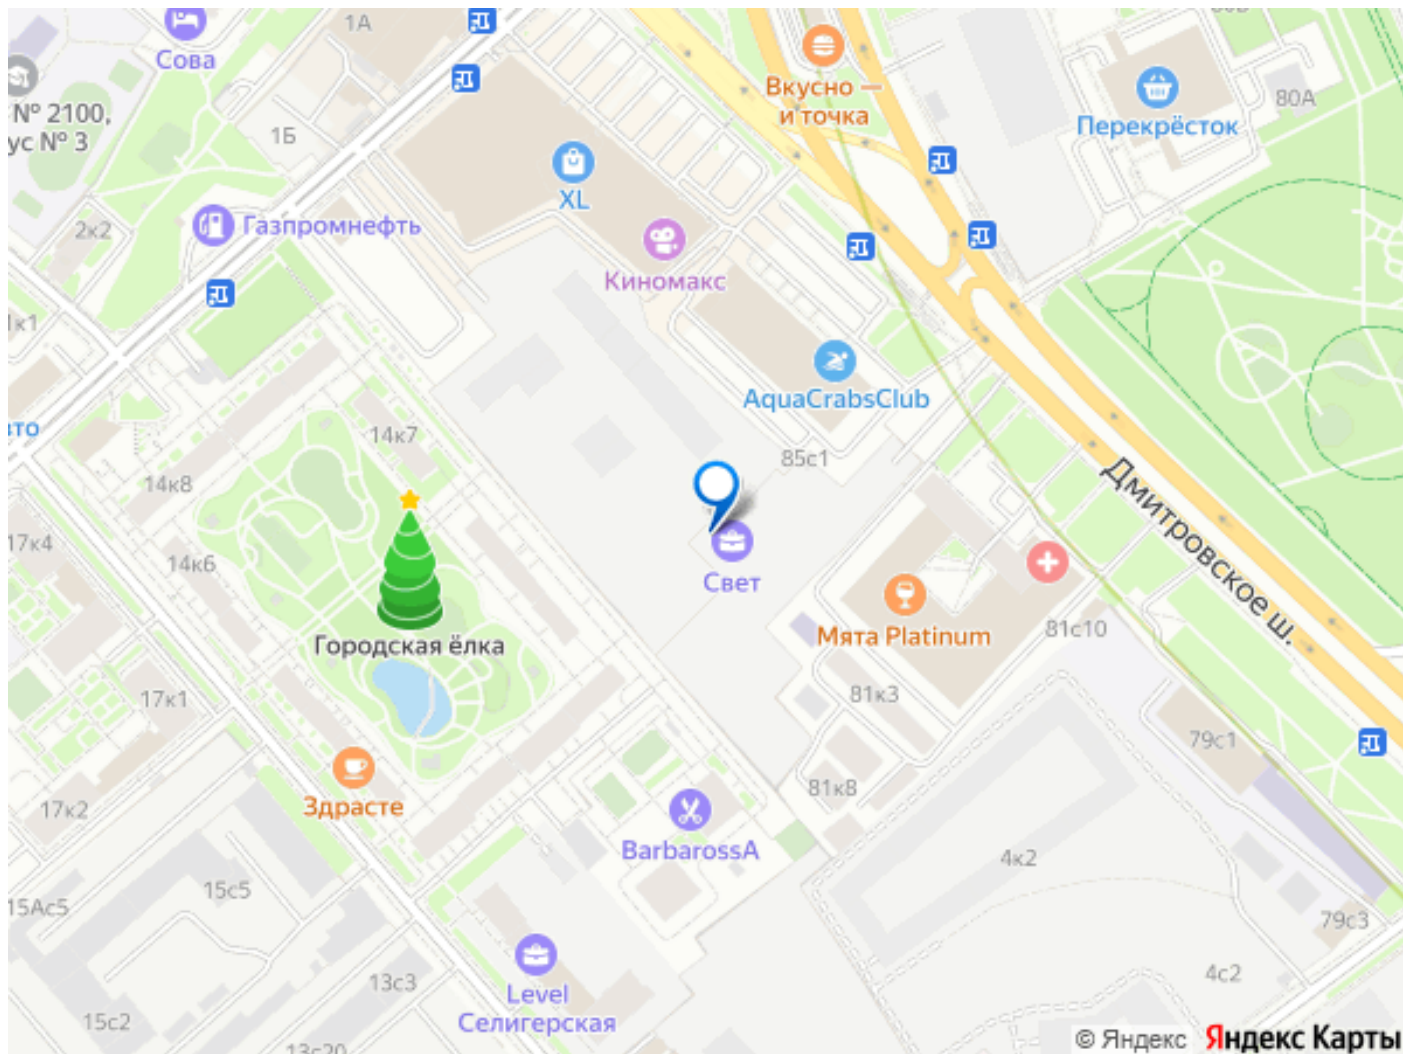 1А
Сова
80А
Вкусно —
и точка
Перекрёсток
№ 2100,
ус № 3
1Б
XL
2к2
Газпромнефть
Киномакс
к1
AquaCrabsClub
то
14к7
85с1
14к8
17к4
14к6
Дмитровское ш.
Свет
Мята Platinum
81с10
Городская ёлка
17к1
81к3
79с1
17к2
Здрасте
81к8
BarbarossA
4к2
15с5
15Ас5
79с3
13с3
4с2
Level
Селигерская
15с2
13с20
© Яндекс Яндекс Карты